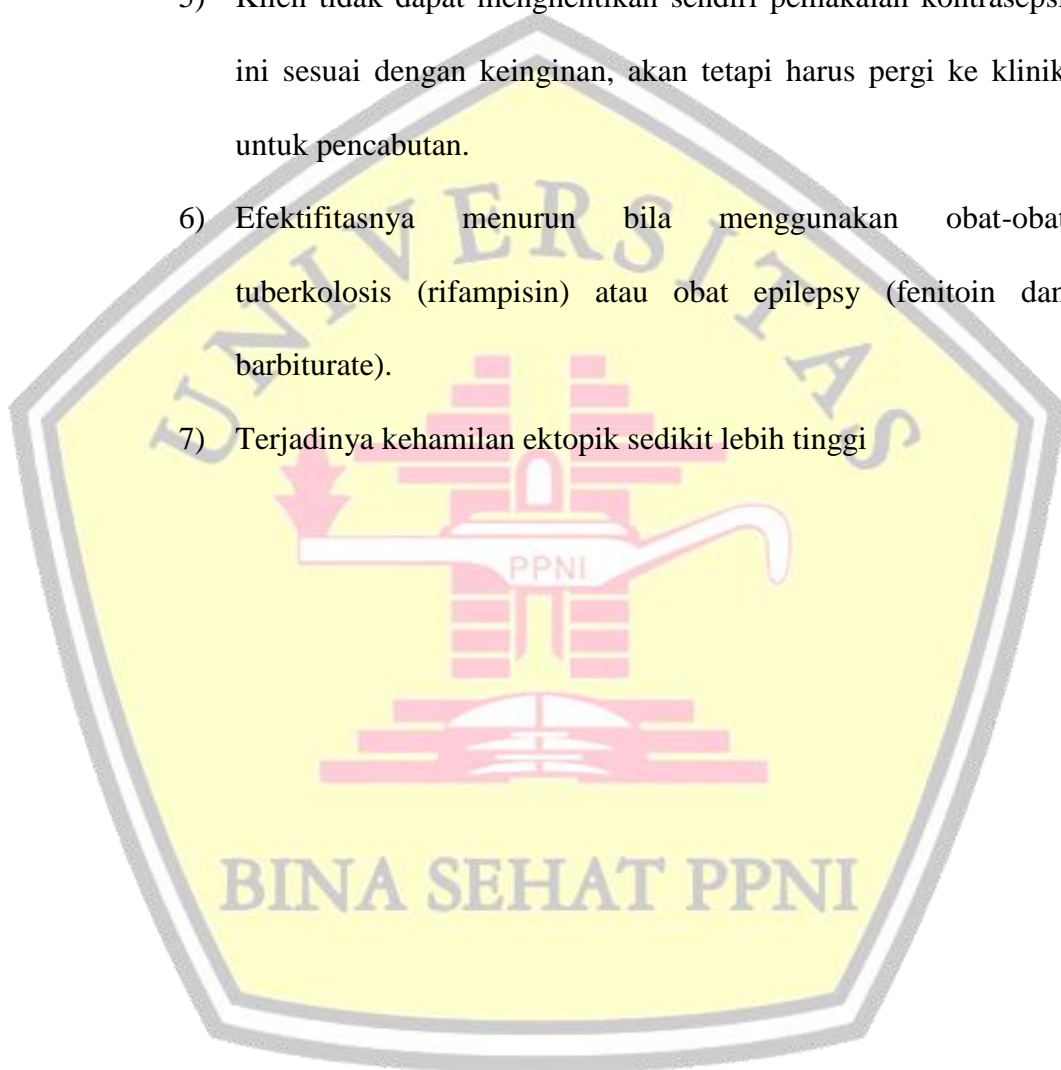 5) Klien tidak dapat menghentikan sendiri pemakaian kontrasepsi
ini sesuai dengan keinginan, akan tetapi harus pergi ke klinik
untuk pencabutan.
6) Efektifitasnya menurun bila menggunakan obat-obat
tuberkolosis (rifampisin) atau obat epilepsy (fenitoin dan
barbiturate).
7) Terjadinya kehamilan ektopik sedikit lebih tinggi
UNIVERSITAS
PPNI
BINA SEHAT PPNI